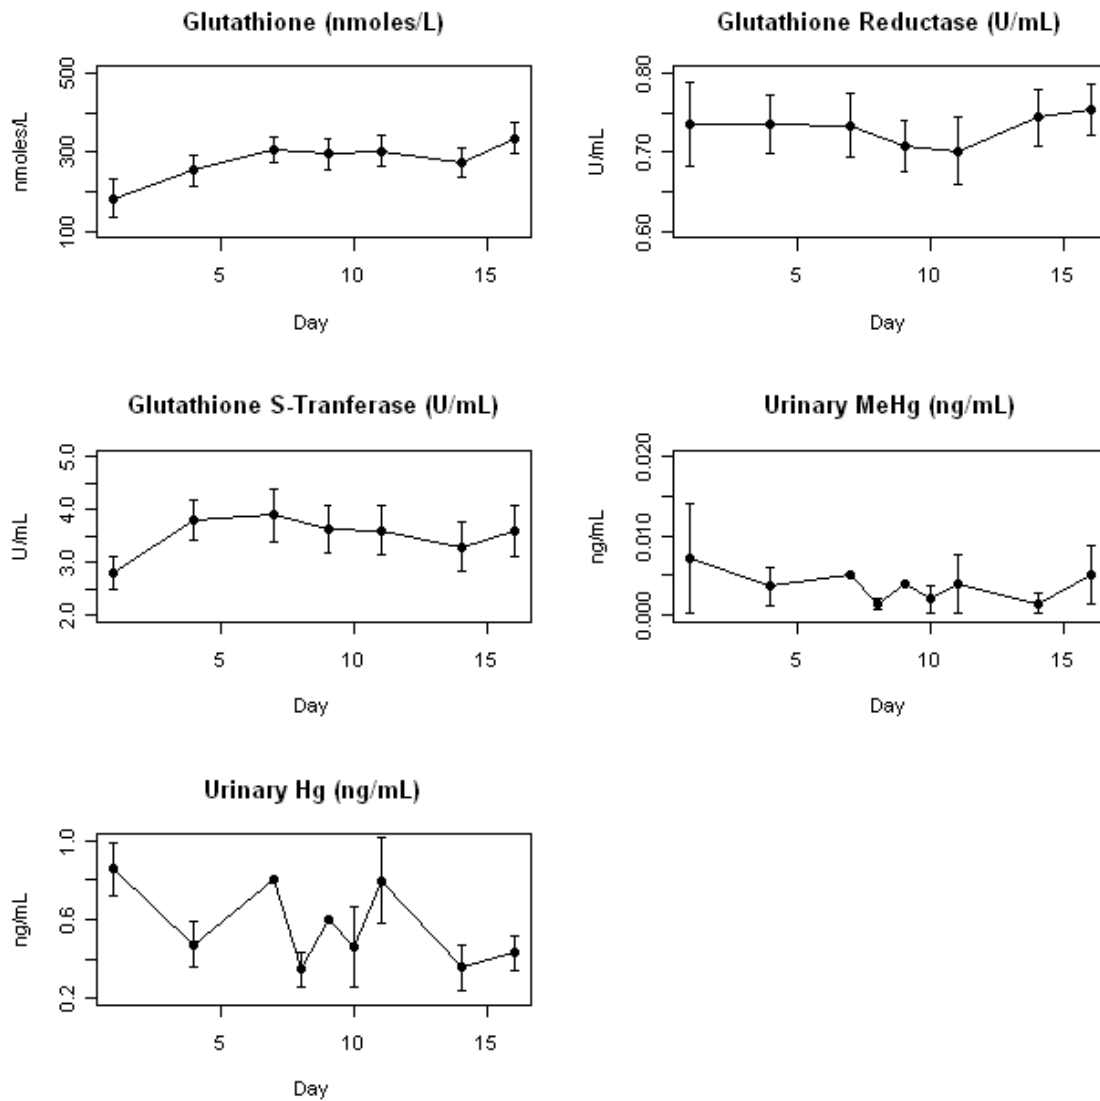 Glutathione (nmoles/L)
500
300
100
nmoles/L
5 10 15
Day
Glutathione Reductase (U/mL)
0.80
0.70
0.60
U/mL
5 10 15
Day
Glutathione S-Tranferase (U/mL)
5.0
4.0
3.0
2.0
U/mL
5 10 15
Day
Urinary MeHg (ng/mL)
0.020
0.010
0.000
ng/mL
5 10 15
Day
Urinary Hg (ng/mL)
1.0
0.6
0.2
ng/mL
5 10 15
Day